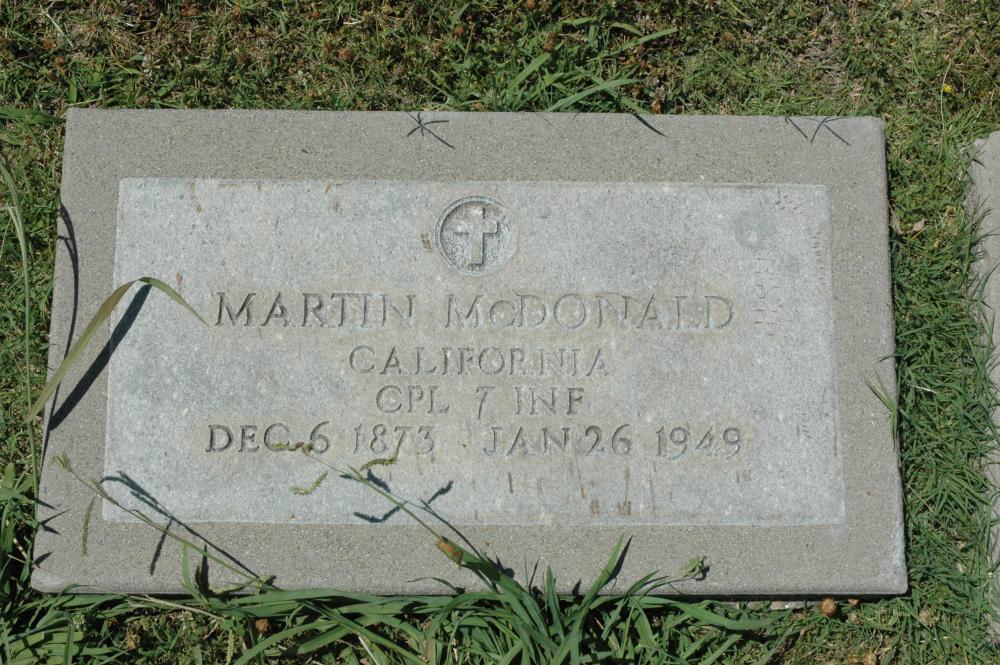 MARTIN McDONALD
CALIFORNIA
CPL 7 INF
DEC 6 1873 JAN 26 1949